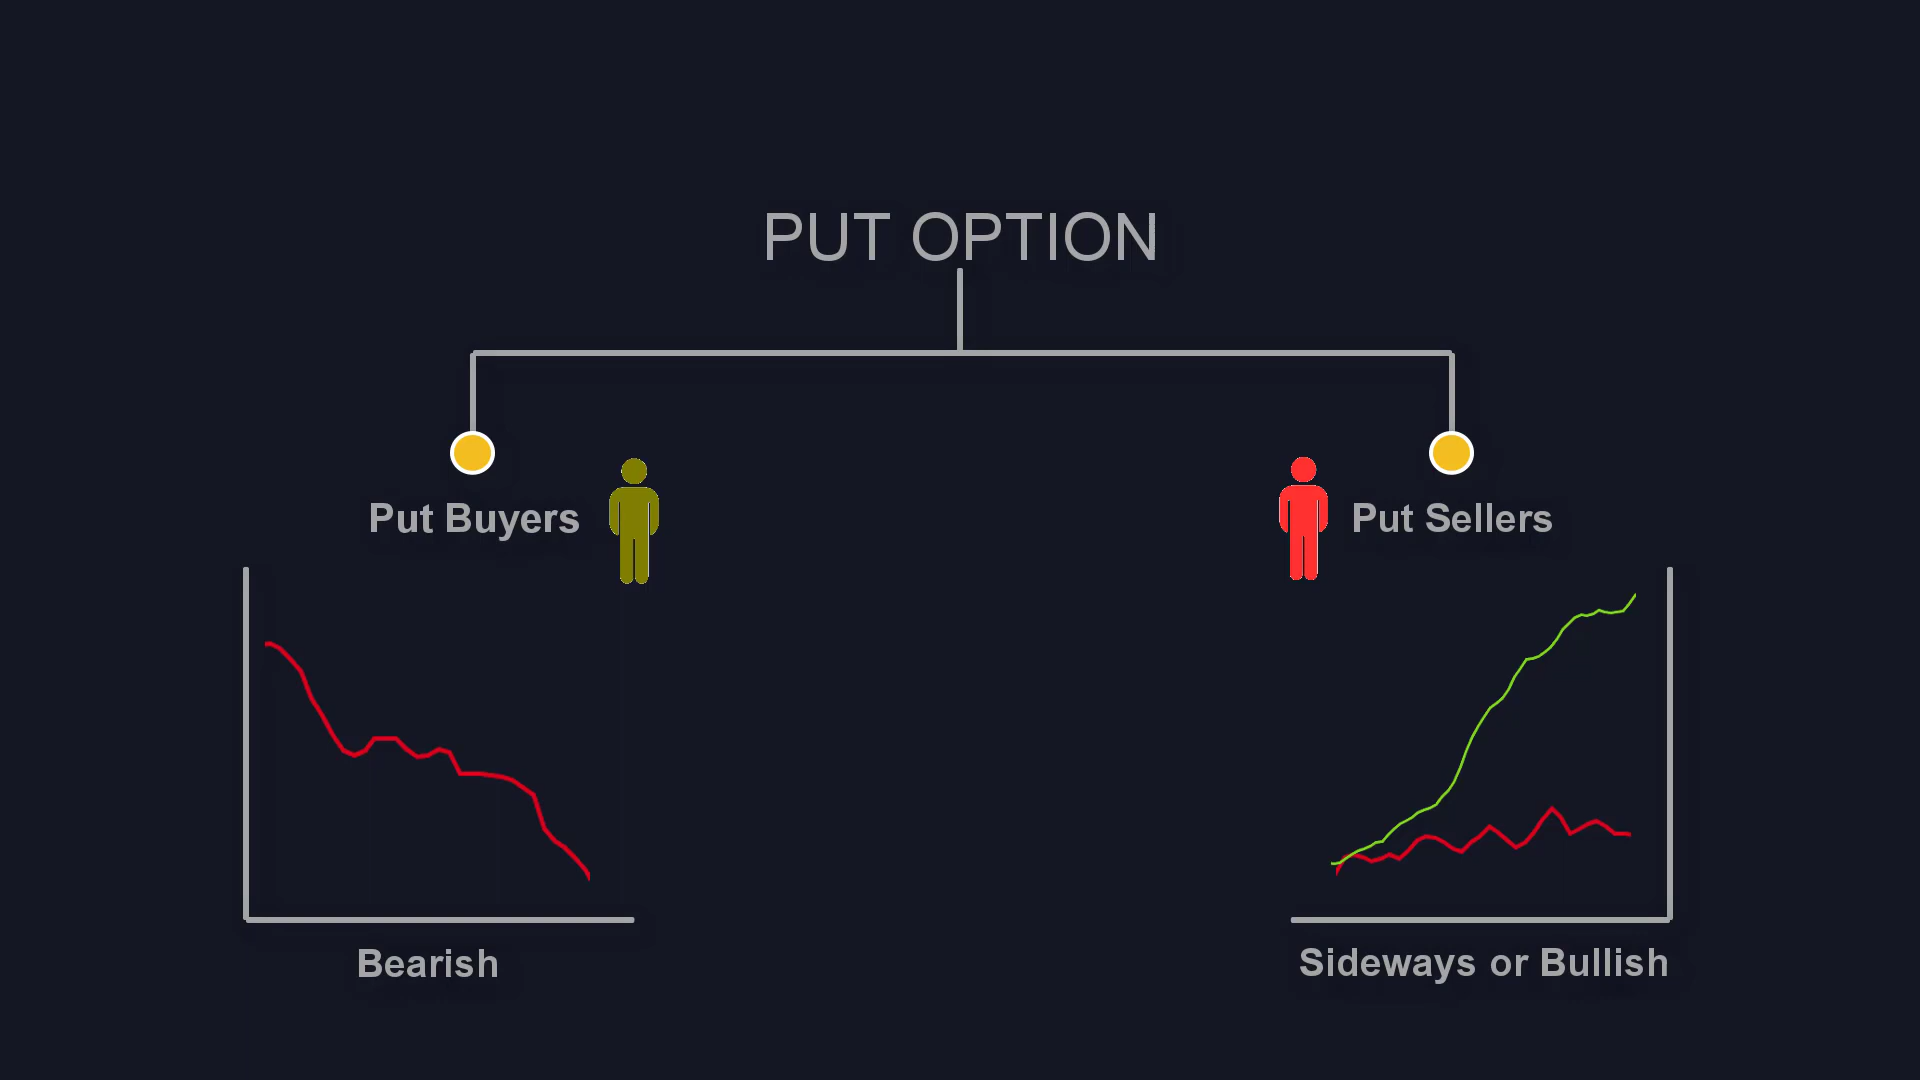 PUT OPTION
Put Buyers
Put Sellers
Bearish
Sideways or Bullish